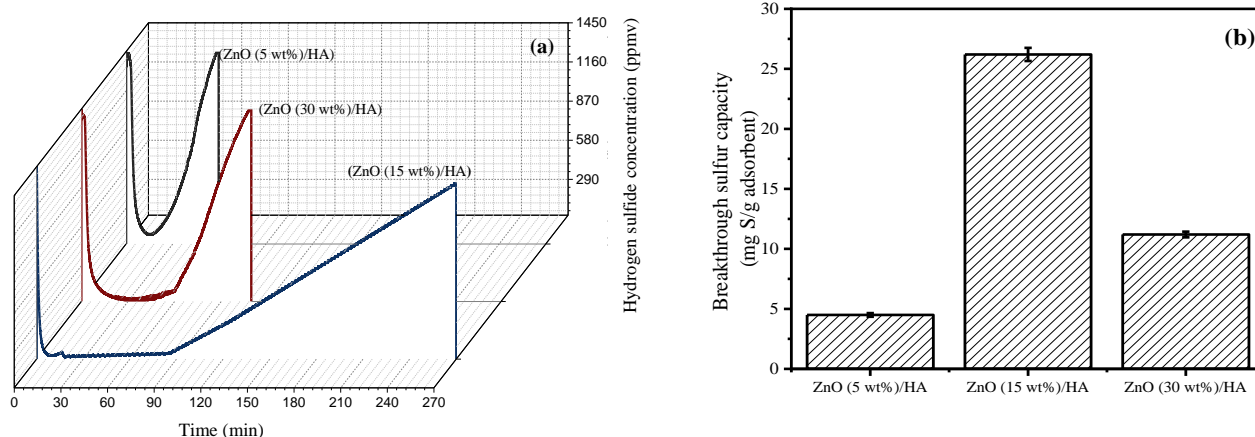 (a)
1450
1160
870
580
290
Hydrogen sulfide concentration (ppmv)
(ZnO (5 wt%)/HA)
(ZnO (30 wt%)/HA)
(ZnO (15 wt%)/HA)
0 30 60 90 120 150 180 210 240 270
Time (min)
(b)
30
25
20
15
10
5
0
Breakthrough sulfur capacity
(mg S/g adsorbent)
ZnO (5 wt%)/HA ZnO (15 wt%)/HA ZnO (30 wt%)/HA